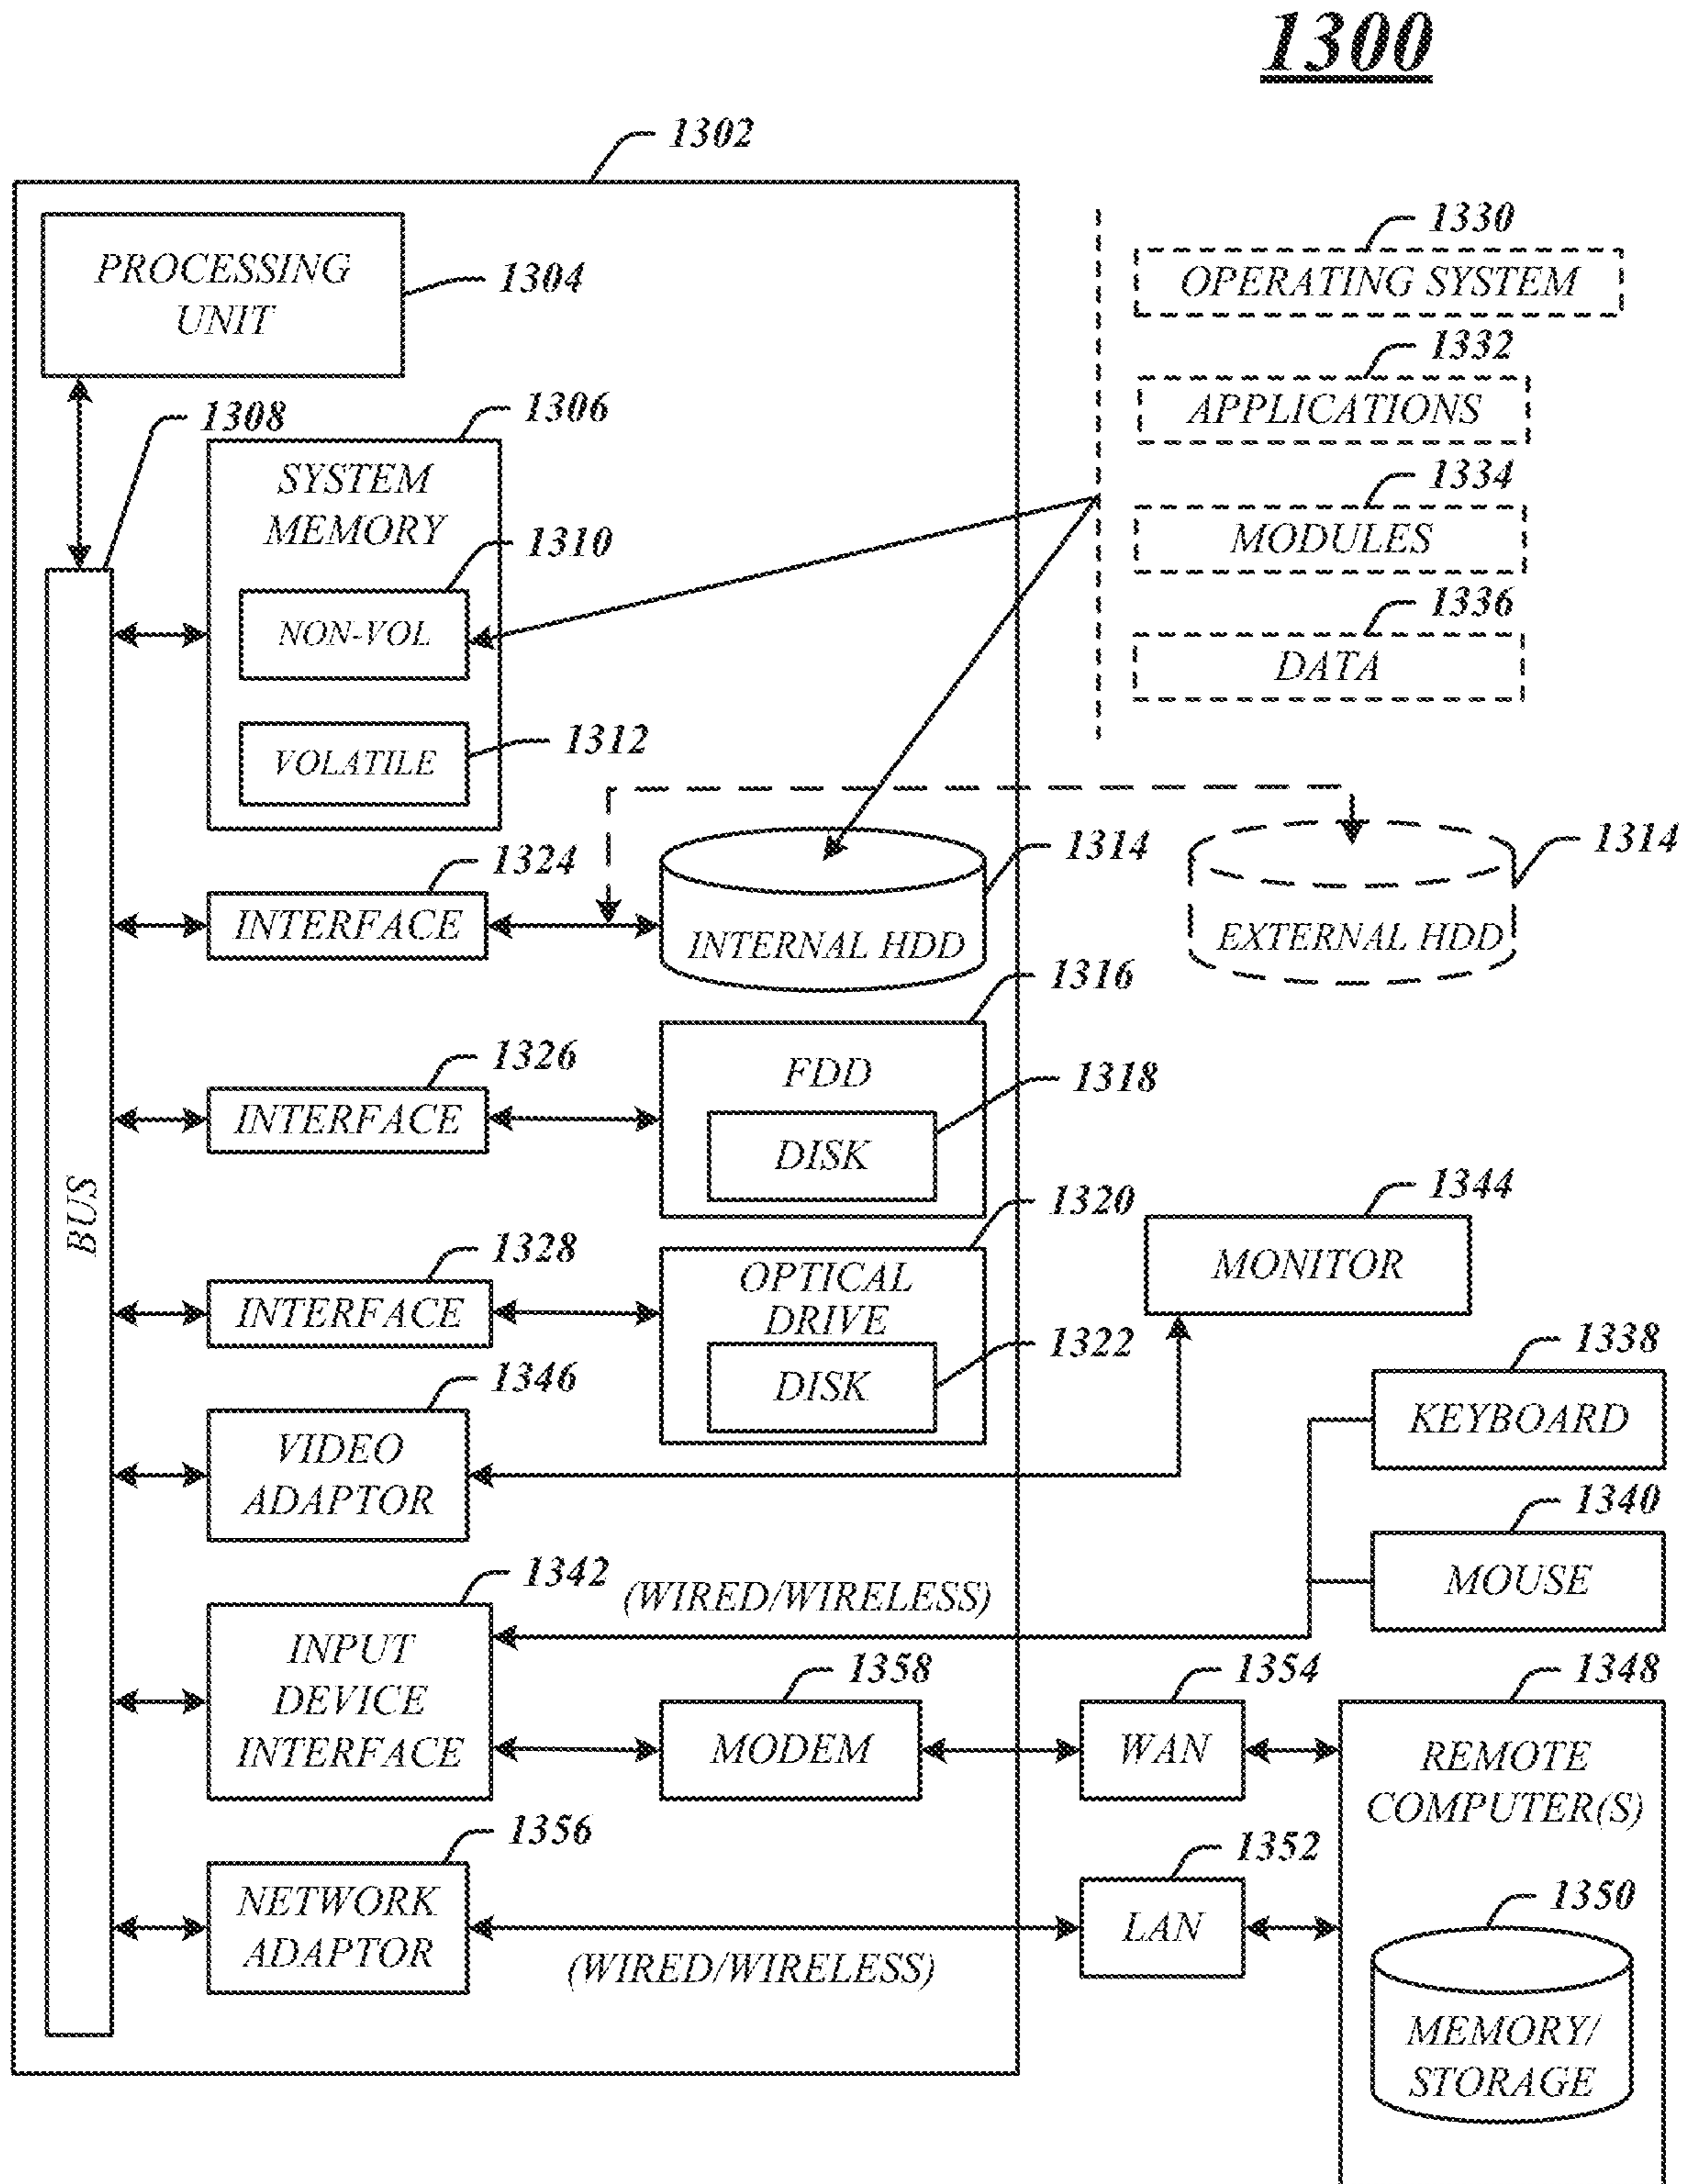 1300
1302
PROCESSING
UNIT
1304
1330
OPERATING SYSTEM
1332
APPLICATIONS
1334
MODULES
1336
DATA
1308
1306
SYSTEM
MEMORY
1310
NON-VOL
1312
VOLATILE
1324
INTERFACE
1314
INTERNAL HDD
1314
EXTERNAL HDD
1326
INTERFACE
1316
FDD
1318
DISK
BUS
1328
INTERFACE
1320
OPTICAL
DRIVE
1322
DISK
1344
MONITOR
1346
VIDEO
ADAPTOR
1338
KEYBOARD
1340
MOUSE
1342
INPUT
DEVICE
INTERFACE
(WIRED/WIRELESS)
1358
MODEM
1354
WAN
1348
REMOTE
COMPUTER(S)
1356
NETWORK
ADAPTOR
(WIRED/WIRELESS)
1352
LAN
1350
MEMORY/
STORAGE